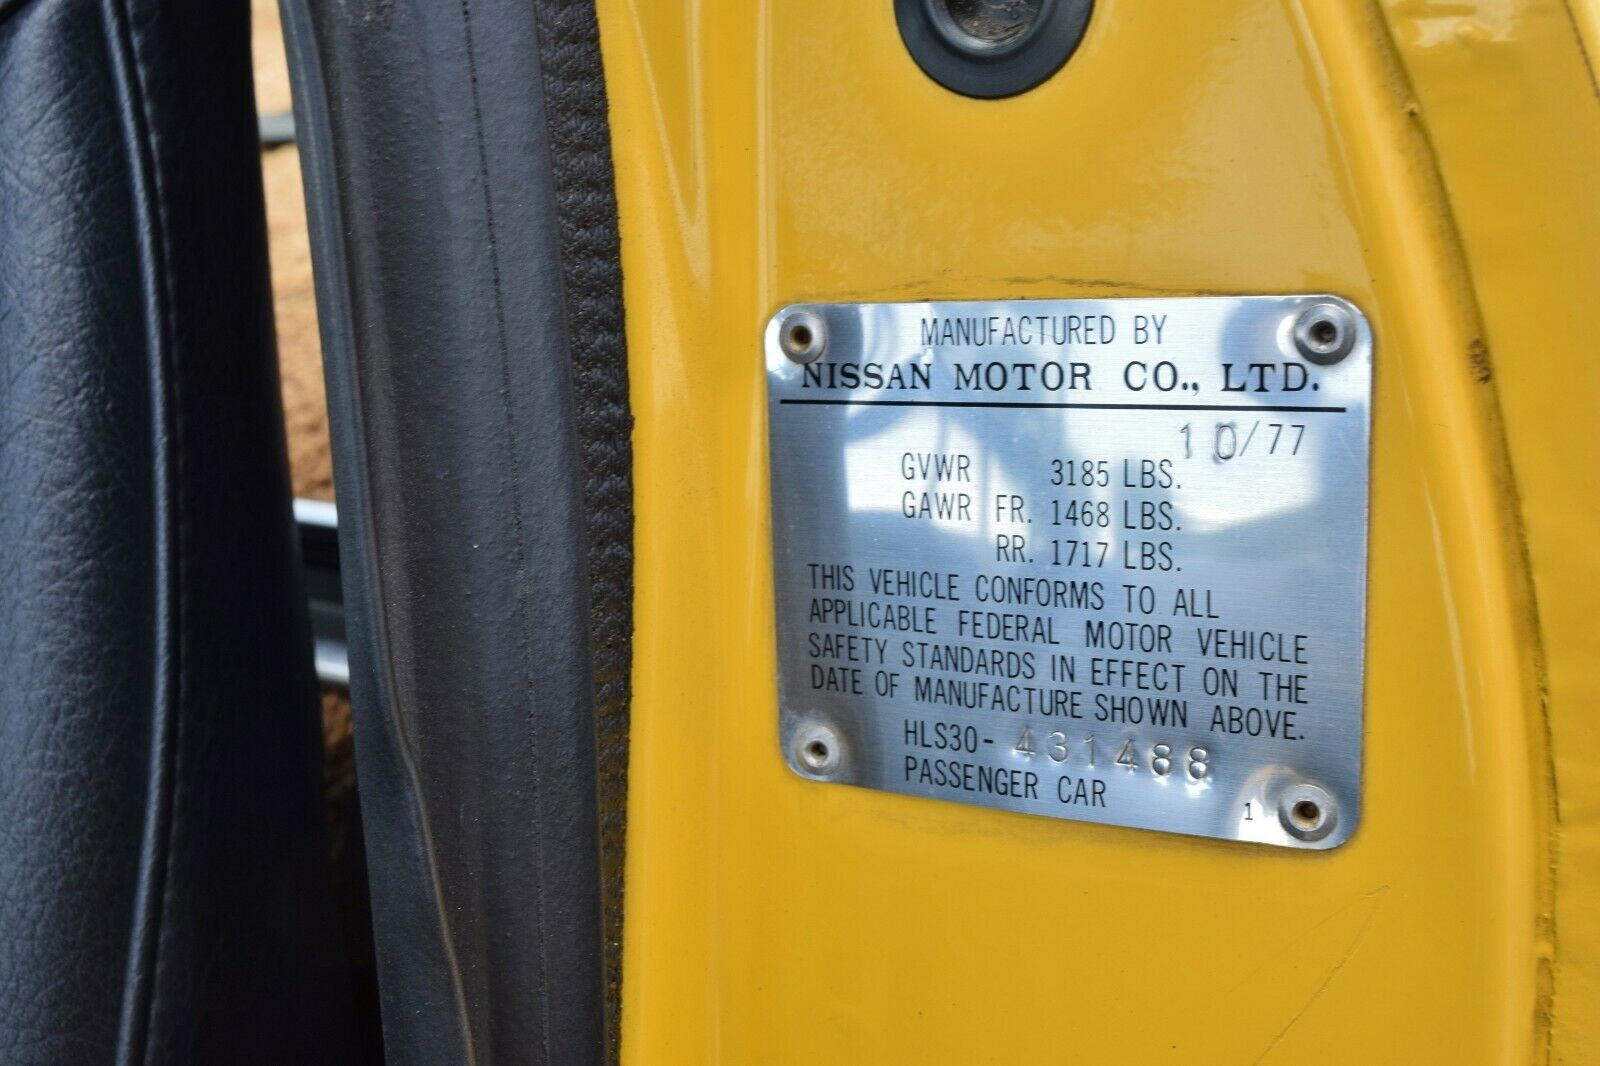 MANUFACTURED BY
NISSAN MOTOR CO., LTD.
10/77
GVWR 3185 LBS.
GAWR FR. 1468 LBS.
RR. 1717 LBS.
THIS VEHICLE CONFORMS TO ALL
APPLICABLE FEDERAL MOTOR VEHICLE
SAFETY STANDARDS IN EFFECT ON THE
DATE OF MANUFACTURE SHOWN ABOVE.
HLS30-431488
PASSENGER CAR
1